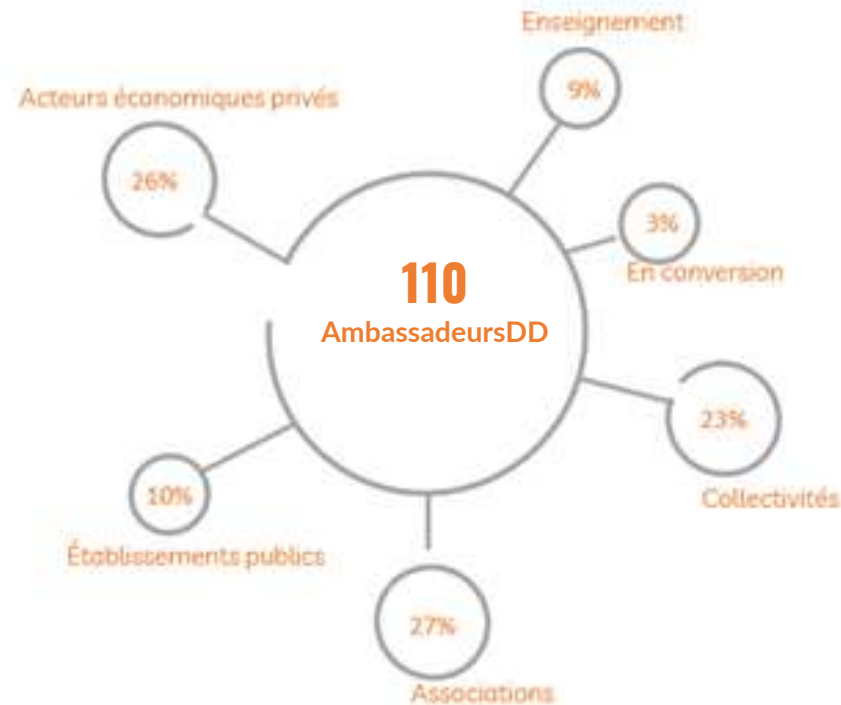 Enseignement
9%
Acteurs économiques privés
26%
3%
En conversion
110
AmbassadeursDD
23%
Collectivités
10%
Établissements publics
27%
Associations